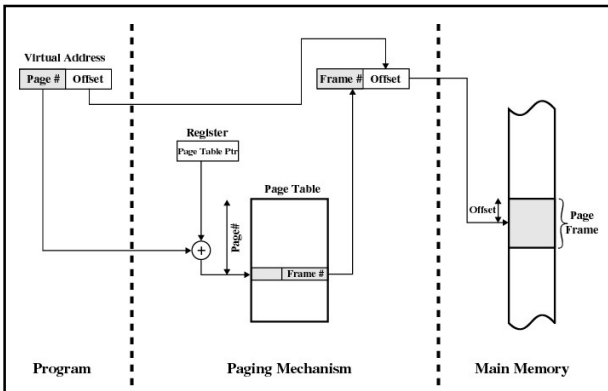 Virtual Address
Page # Offset
Frame # Offset
Register
Page Table Ptr
Page Table
Page#
Frame #
Offset
Page
Frame
Program
Paging Mechanism
Main Memory